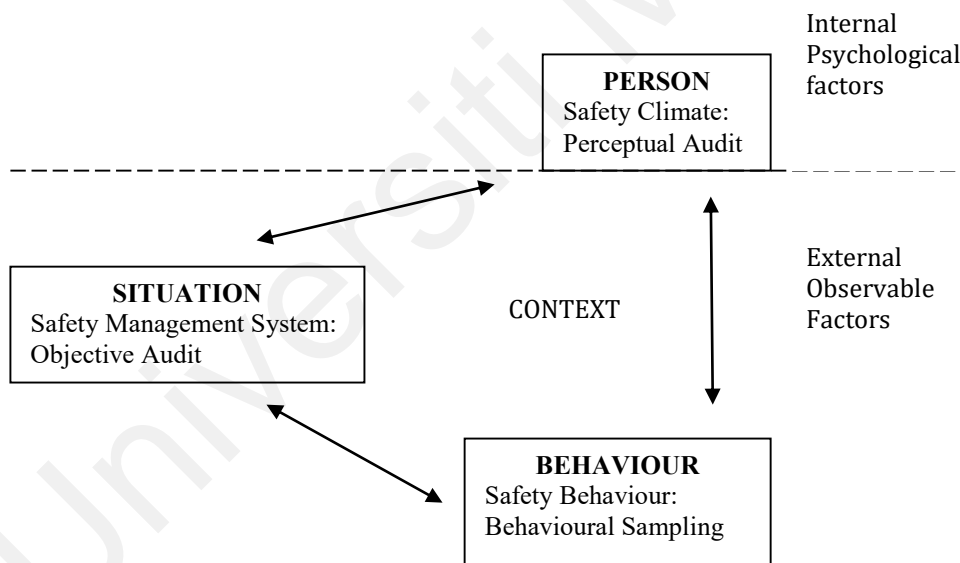 Internal
Psychological
factors
PERSON
Safety Climate:
Perceptual Audit
External
Observable
Factors
SITUATION
Safety Management System:
Objective Audit
CONTEXT
BEHAVIOUR
Safety Behaviour:
Behavioural Sampling
Universiti M